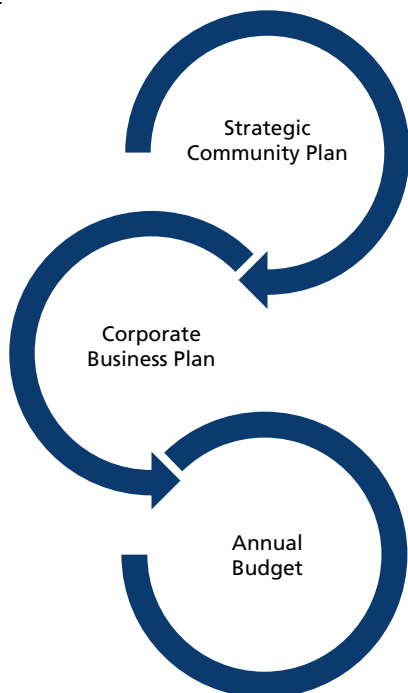 Strategic
Community Plan
Corporate
Business Plan
Annual
Budget